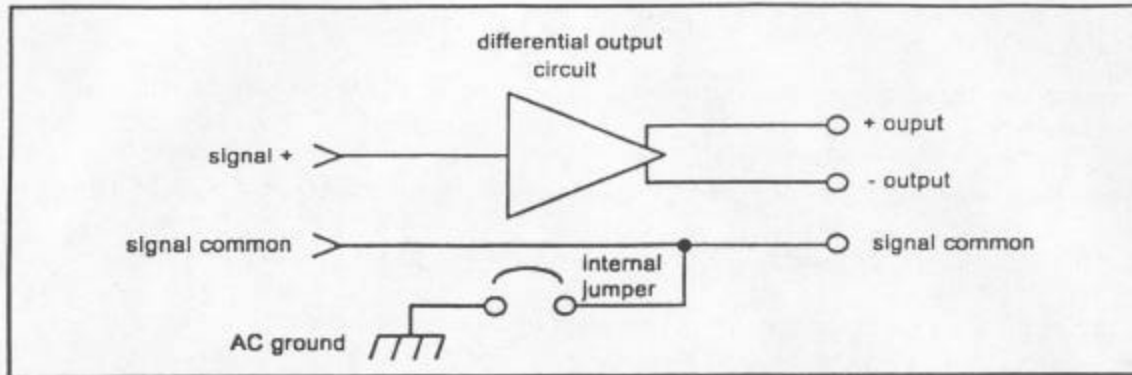 differential output
circuit
signal +
+ ouput
- output
signal common
signal common
internal
jumper
AC ground